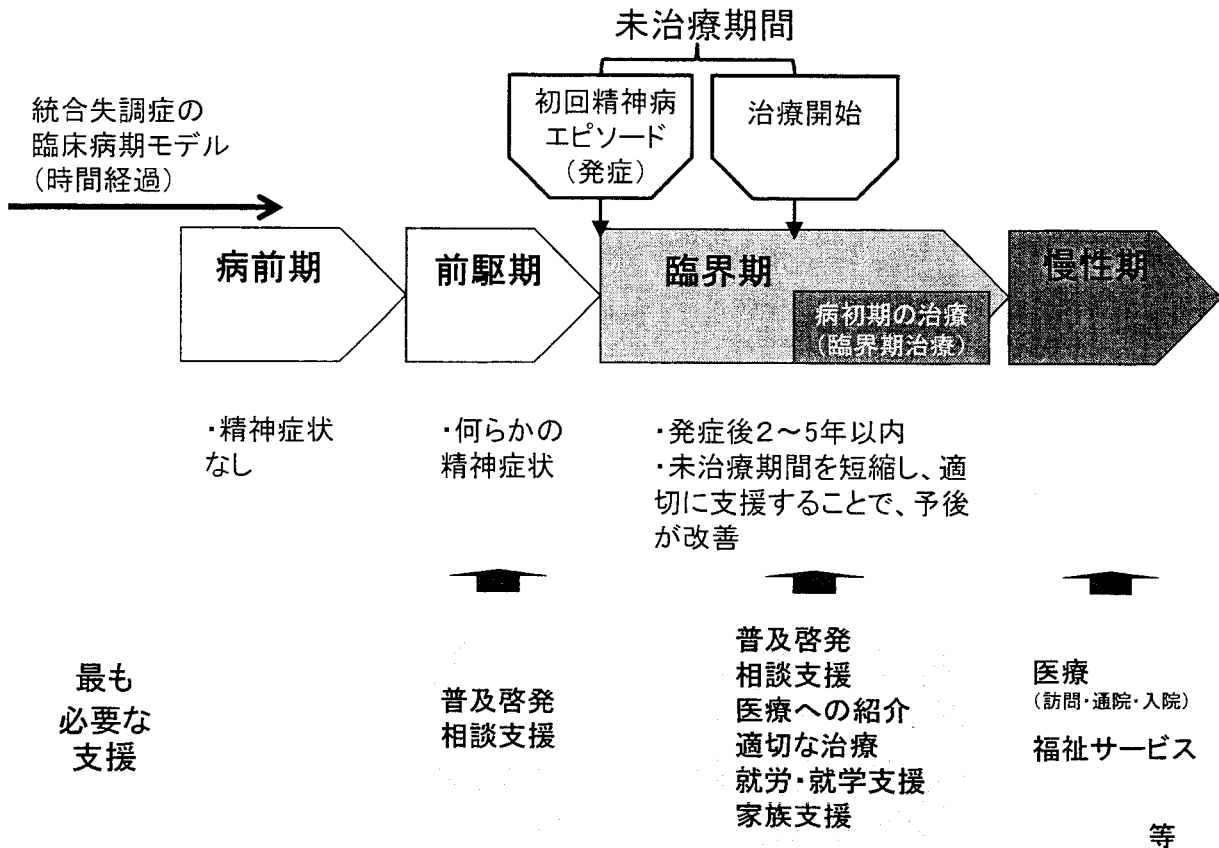 未治療期間
統合失調症の
臨床病期モデル
（時間経過）
初回精神病
エピソード
（発症）
治療開始
病前期
前駆期
臨界期
慢性期
病初期の治療
（臨界期治療）
・精神症状
なし
・何らかの
精神症状
・発症後２～５年以内
・未治療期間を短縮し、適
切に支援することで、予後
が改善
最も
必要な
支援
普及啓発
相談支援
普及啓発
相談支援
医療への紹介
適切な治療
就労・就学支援
家族支援
医療
（訪問・通院・入院）
福祉サービス
等